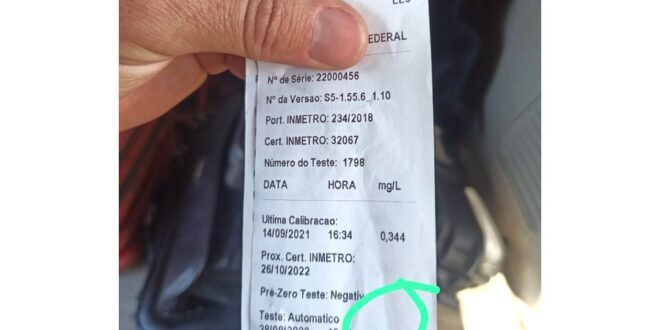 EDERAL
Nº de Série: 22000456
Nº da Versao: S5-1.55.6_1.10
Port. INMETRO: 234/2018
Cert. INMETRO: 32067
Número do Teste: 1798
DATA HORA mg/L
Ultima Calibracao:
14/09/2021 16:34 0,344
Prox. Cert. INMETRO:
26/10/2022
Pré-Zero Teste: Negativ
Teste: Automatico